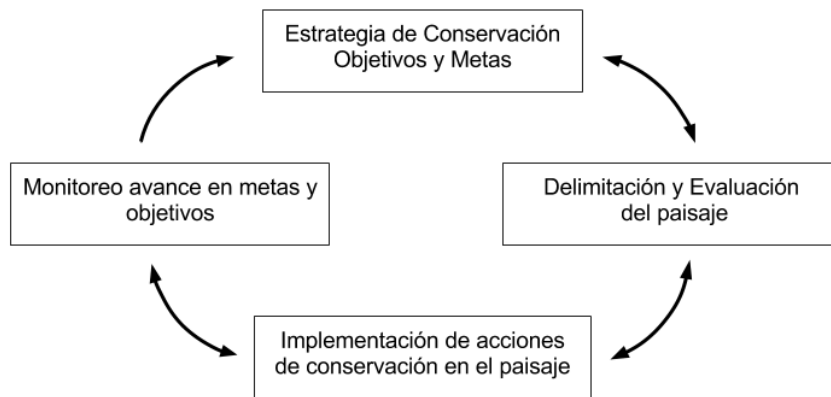 Estrategia de Conservación
Objetivos y Metas
Monitoreo avance en metas y
objetivos
Delimitación y Evaluación
del paisaje
Implementación de acciones
de conservación en el paisaje